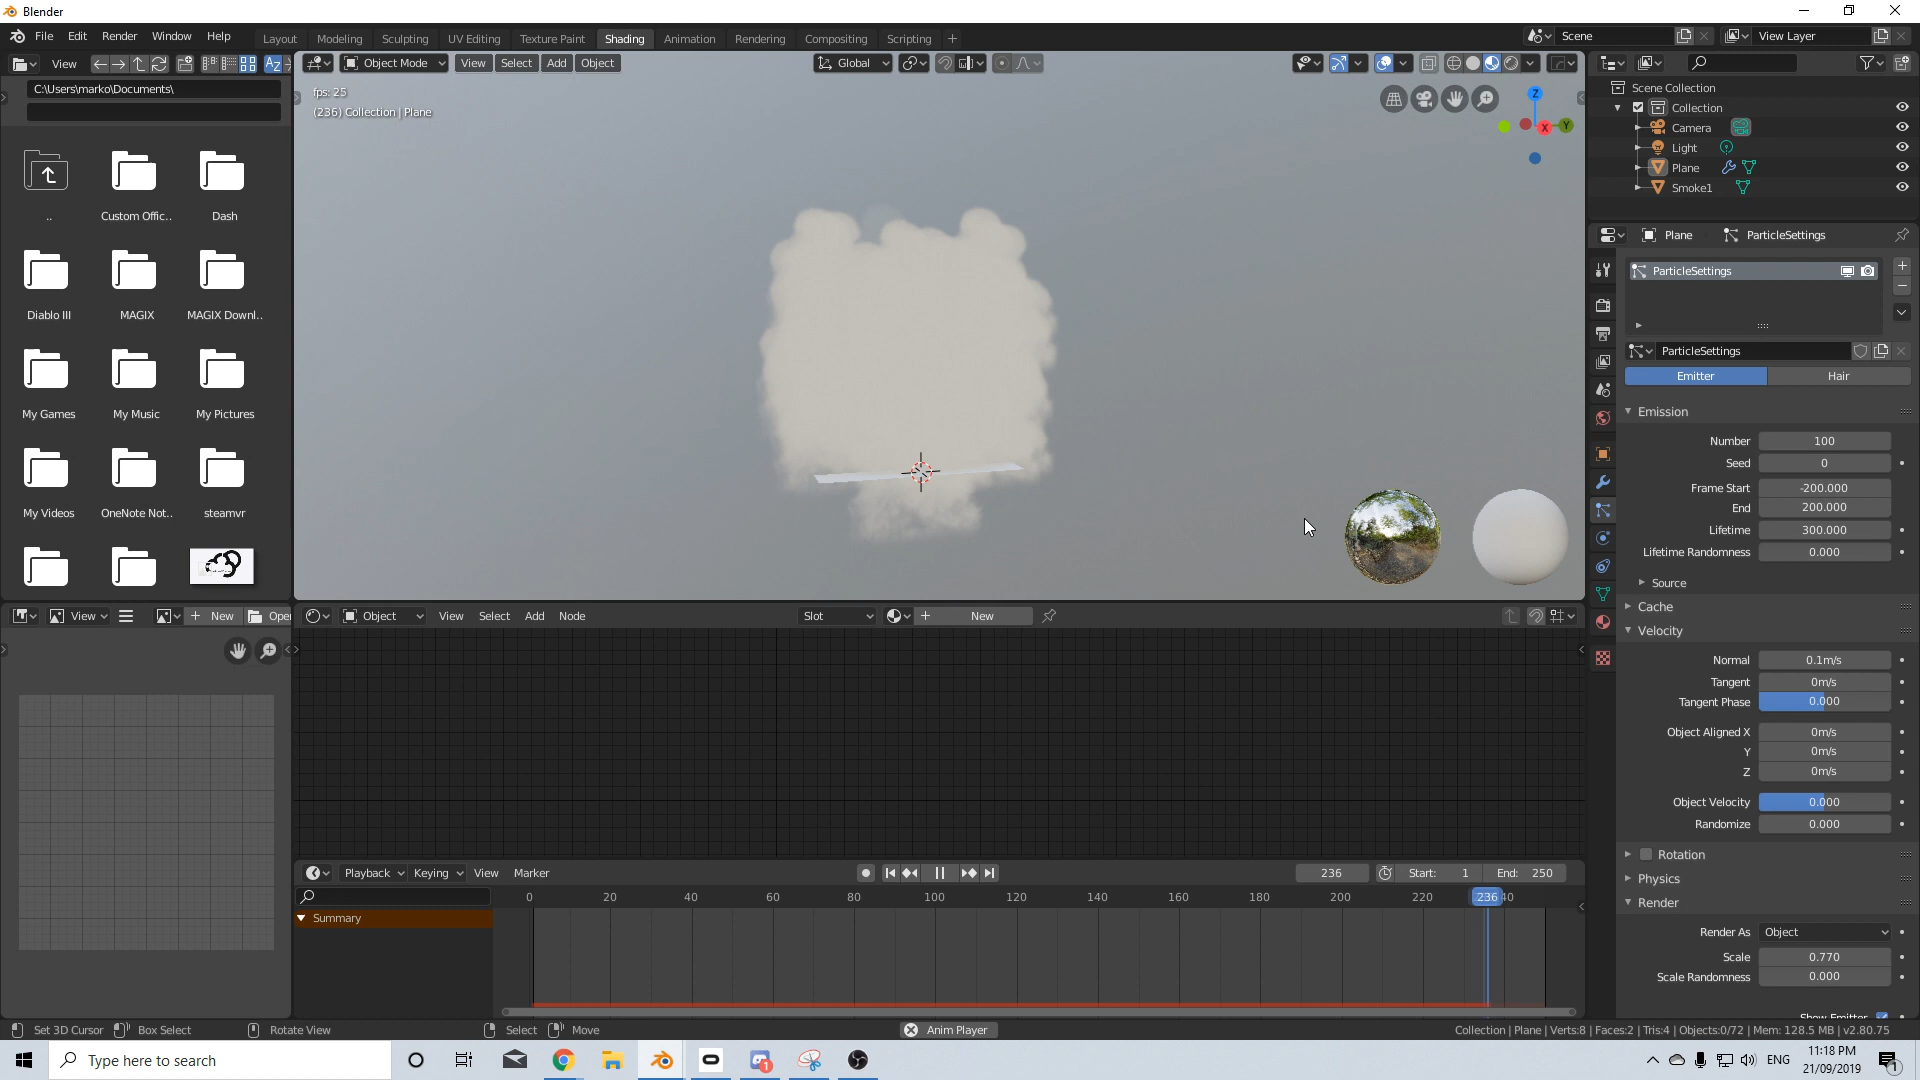 Blender
File Edit Render Window Help
Layout Modeling Sculpting UV Editing Texture Paint Shading Animation Rendering Compositing Scripting +
Scene
View Layer
View
C:\Users\marko\Documents\
..
Custom Offic..
Dash
Diablo III
MAGIX
MAGIX Downl..
My Games
My Music
My Pictures
My Videos
OneNote Not..
steamvr
Object Mode View Select Add Object
Global
fps: 25
(236) Collection | Plane
Z
X
Y
Scene Collection
Collection
Camera
Light
Plane
Smoke1
Plane
ParticleSettings
ParticleSettings
ParticleSettings
Emitter
Hair
Emission
Number 100
Seed 0
Frame Start -200.000
End 200.000
Lifetime 300.000
Lifetime Randomness 0.000
Source
Cache
Velocity
Normal 0.1m/s
Tangent 0m/s
Tangent Phase 0.000
Object Aligned X 0m/s
Y 0m/s
Z 0m/s
Object Velocity 0.000
Randomize 0.000
Rotation
Physics
Render
Render As Object
Scale 0.770
Scale Randomness 0.000
Show Emitter
View
New
Open
Object View Select Add Node
Slot
New
Playback Keying View Marker
236
Start: 1
End: 250
0 20 40 60 80 100 120 140 160 180 200 220 236 40
Summary
Set 3D Cursor
Box Select
Rotate View
Select
Move
Anim Player
Collection | Plane | Verts:8 | Faces:2 | Tris:4 | Objects:0/72 | Mem: 128.5 MB | v2.80.75
Type here to search
1
ENG
11:18 PM
21/09/2019
1